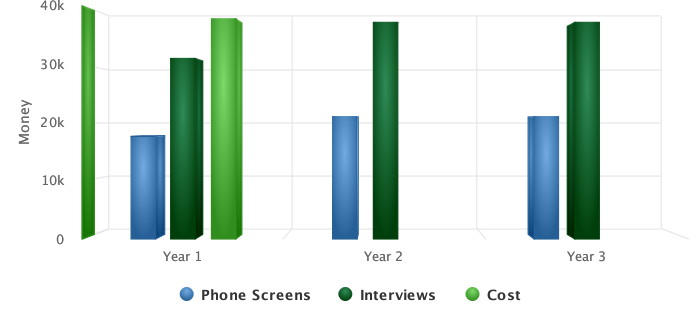 40k
30k
20k
10k
0
Money
Year 1
Year 2
Year 3
Phone Screens
Interviews
Cost